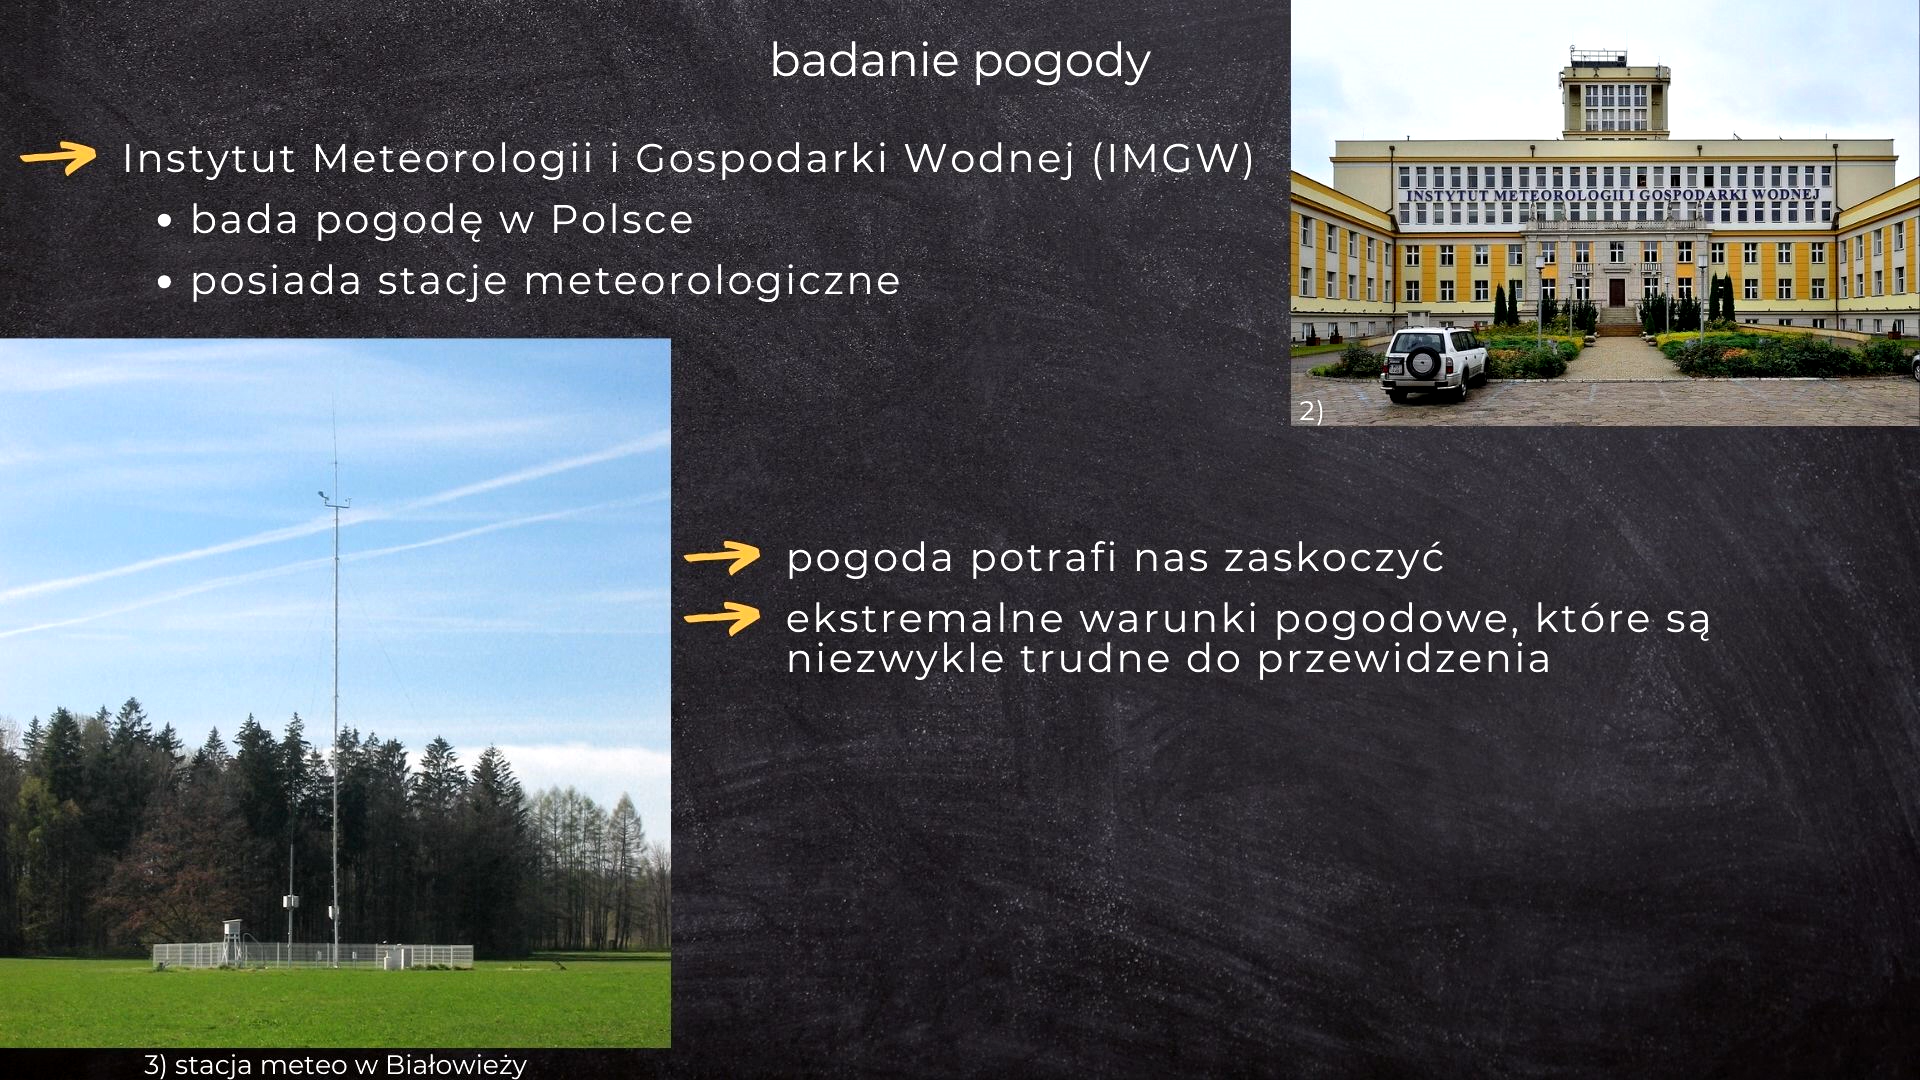 badanie pogody
Instytut Meteorologii i Gospodarki Wodnej (IMGW)
• bada pogodę w Polsce
• posiada stacje meteorologiczne
INSTYTUT METEOROLOGII I GOSPODARKI WODNEJ
2)
pogoda potrafi nas zaskoczyć
ekstremalne warunki pogodowe, które są
niezwykle trudne do przewidzenia
3) stacja meteo w Białowieży